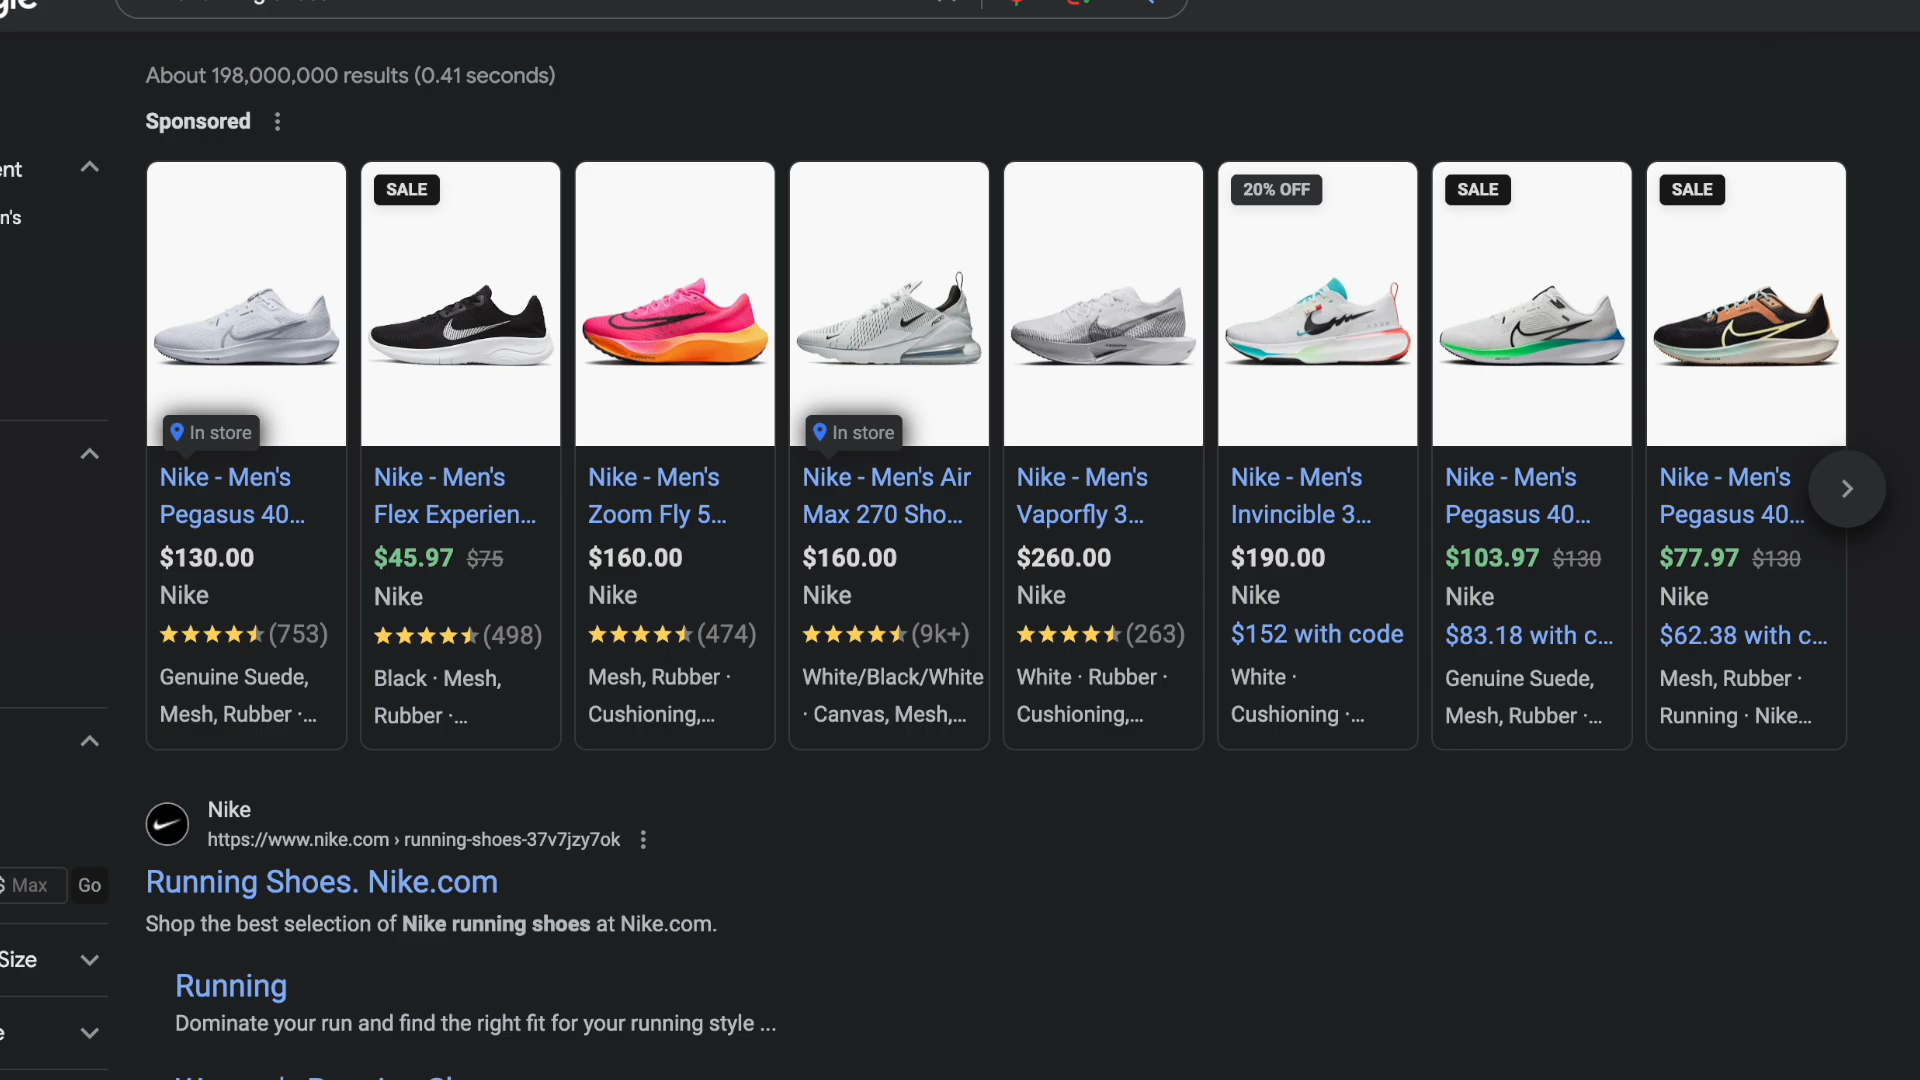 About 198,000,000 results (0.41 seconds)
Sponsored
SALE
20% OFF
SALE
SALE
In store
In store
Nike - Men's
Pegasus 40...
$130.00
Nike
(753)
Genuine Suede,
Mesh, Rubber ·...
Nike - Men's
Flex Experien...
$45.97 $75
Nike
(498)
Black · Mesh,
Rubber ·...
Nike - Men's
Zoom Fly 5...
$160.00
Nike
(474)
Mesh, Rubber ·
Cushioning,...
Nike - Men's Air
Max 270 Sho...
$160.00
Nike
(9k+)
White/Black/White
· Canvas, Mesh,...
Nike - Men's
Vaporfly 3...
$260.00
Nike
(263)
White · Rubber ·
Cushioning,...
Nike - Men's
Invincible 3...
$190.00
Nike
$152 with code
White ·
Cushioning ·...
Nike - Men's
Pegasus 40...
$103.97 $130
Nike
$83.18 with c...
Genuine Suede,
Mesh, Rubber ·...
Nike - Men's
Pegasus 40...
$77.97 $130
Nike
$62.38 with c...
Mesh, Rubber ·
Running · Nike...
Nike
https://www.nike.com › running-shoes-37v7jzy7ok
Running Shoes. Nike.com
Shop the best selection of Nike running shoes at Nike.com.
Running
Dominate your run and find the right fit for your running style ...
ent
n's
$ Max Go
Size
e